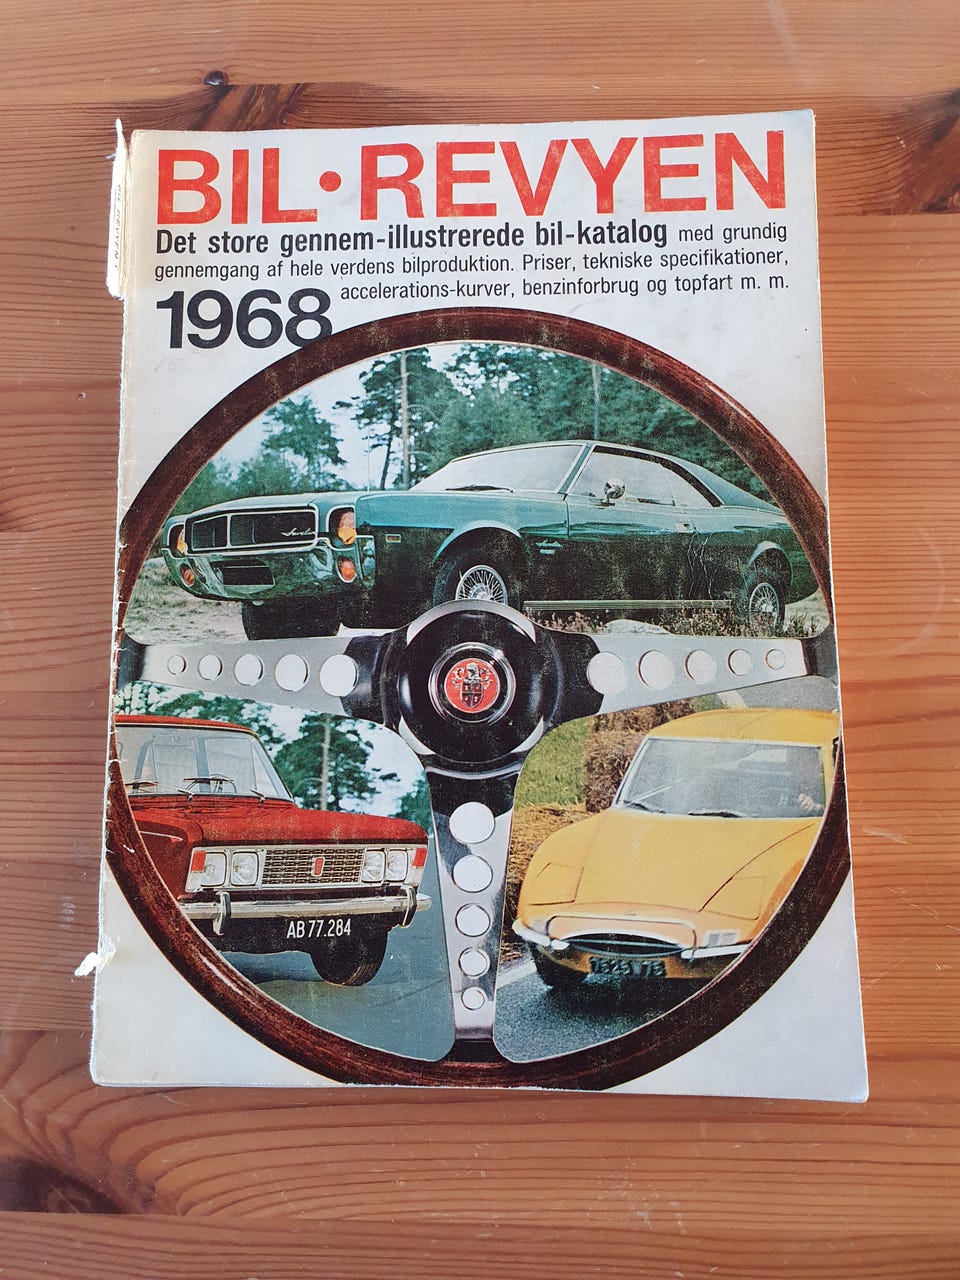 BIL·REVYEN
Det store gennem-illustrerede bil-katalog med grundig
gennemgang af hele verdens bilproduktion. Priser, tekniske specifikationer,
accelerations-kurver, benzinforbrug og topfart m. m.
1968
Javelin
AB 77.284